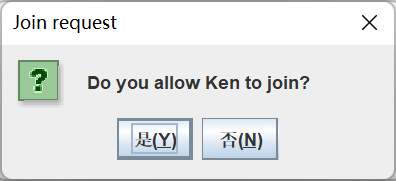 Join request
?
Do you allow Ken to join?
是(Y) 否(N)